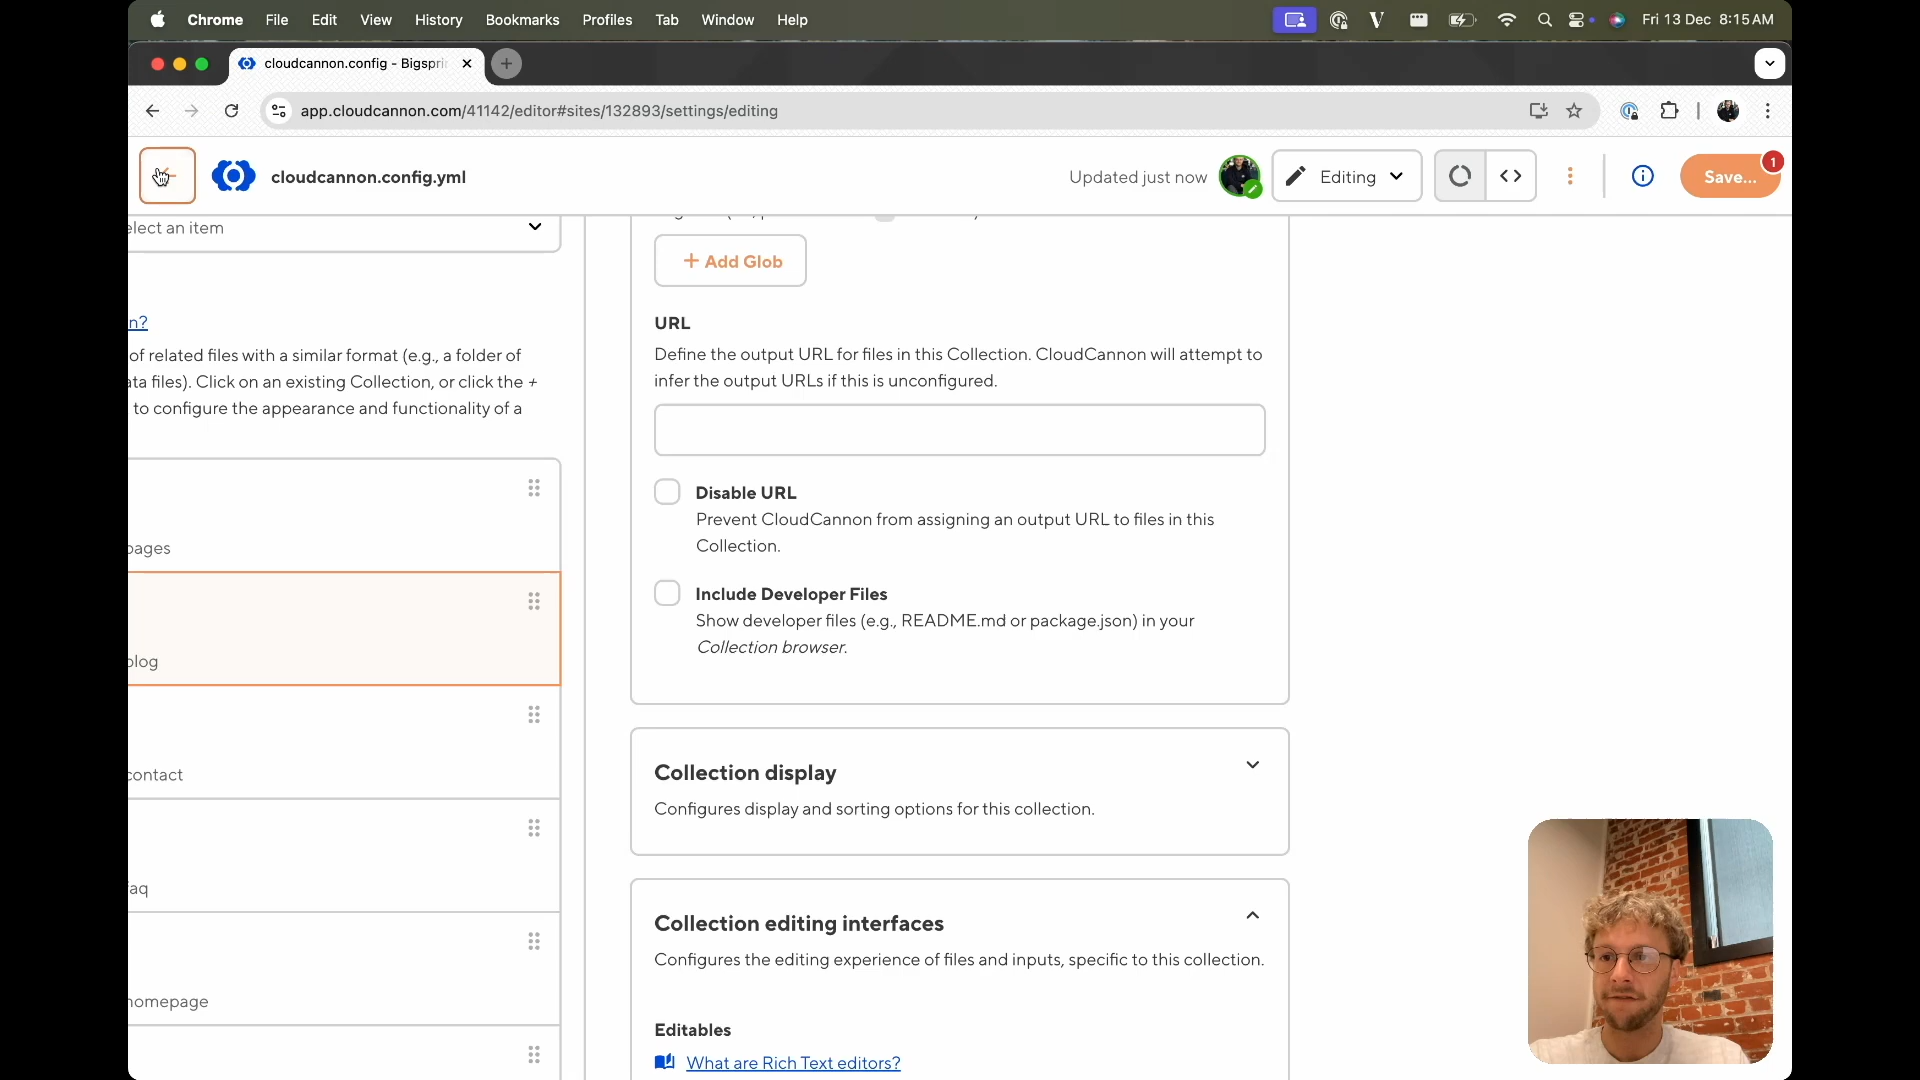 Chrome File Edit View History Bookmarks Profiles Tab Window Help
Fri 13 Dec 8:15 AM
cloudcannon.config - Bigspri
app.cloudcannon.com/41142/editor#sites/132893/settings/editing
cloudcannon.config.yml
Updated just now
Editing
Save...
1
elect an item
n?
of related files with a similar format (e.g., a folder of
ata files). Click on an existing Collection, or click the +
to configure the appearance and functionality of a
pages
blog
contact
faq
homepage
+ Add Glob
URL
Define the output URL for files in this Collection. CloudCannon will attempt to
infer the output URLs if this is unconfigured.
Disable URL
Prevent CloudCannon from assigning an output URL to files in this
Collection.
Include Developer Files
Show developer files (e.g., README.md or package.json) in your
Collection browser.
Collection display
Configures display and sorting options for this collection.
Collection editing interfaces
Configures the editing experience of files and inputs, specific to this collection.
Editables
What are Rich Text editors?